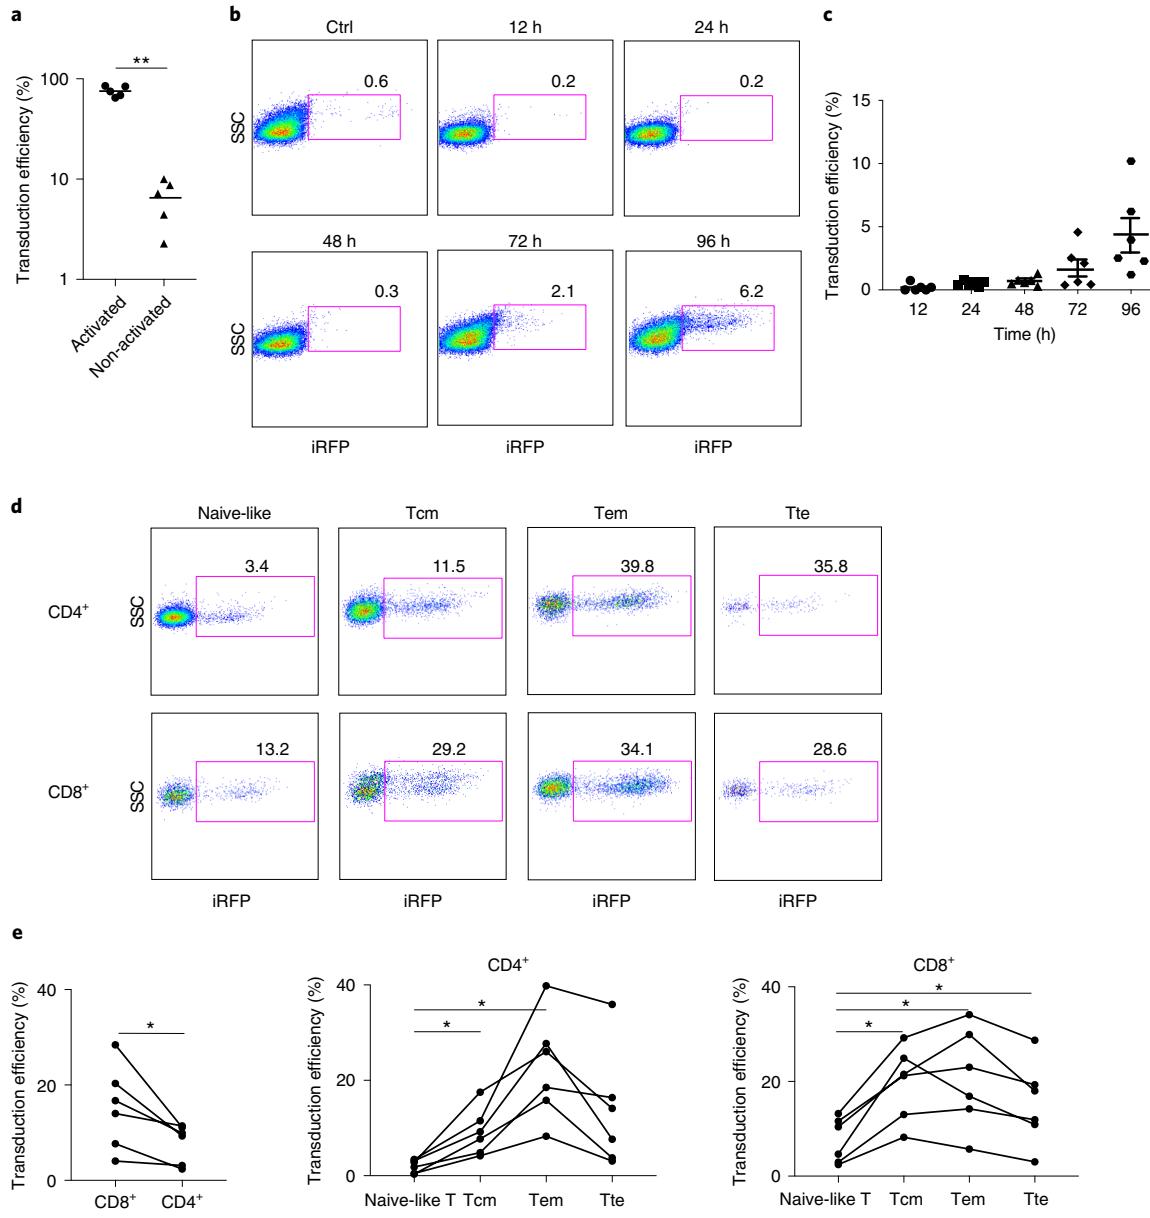 a
**
100
10
1
Transduction efficiency (%)
Activated
Non-activated
b
Ctrl
12 h
24 h
0.6
0.2
0.2
SSC
48 h
72 h
96 h
0.3
2.1
6.2
SSC
iRFP
iRFP
iRFP
c
15
10
5
0
Transduction efficiency (%)
12 24 48 72 96
Time (h)
d
Naive-like
Tcm
Tem
Tte
CD4⁺
SSC
3.4
11.5
39.8
35.8
CD8⁺
SSC
13.2
29.2
34.1
28.6
iRFP
iRFP
iRFP
iRFP
e
40
20
0
Transduction efficiency (%)
*
CD8⁺ CD4⁺
CD4⁺
40
20
0
Transduction efficiency (%)
*
*
Naive-like T Tcm Tem Tte
CD8⁺
40
20
0
Transduction efficiency (%)
*
*
*
Naive-like T Tcm Tem Tte